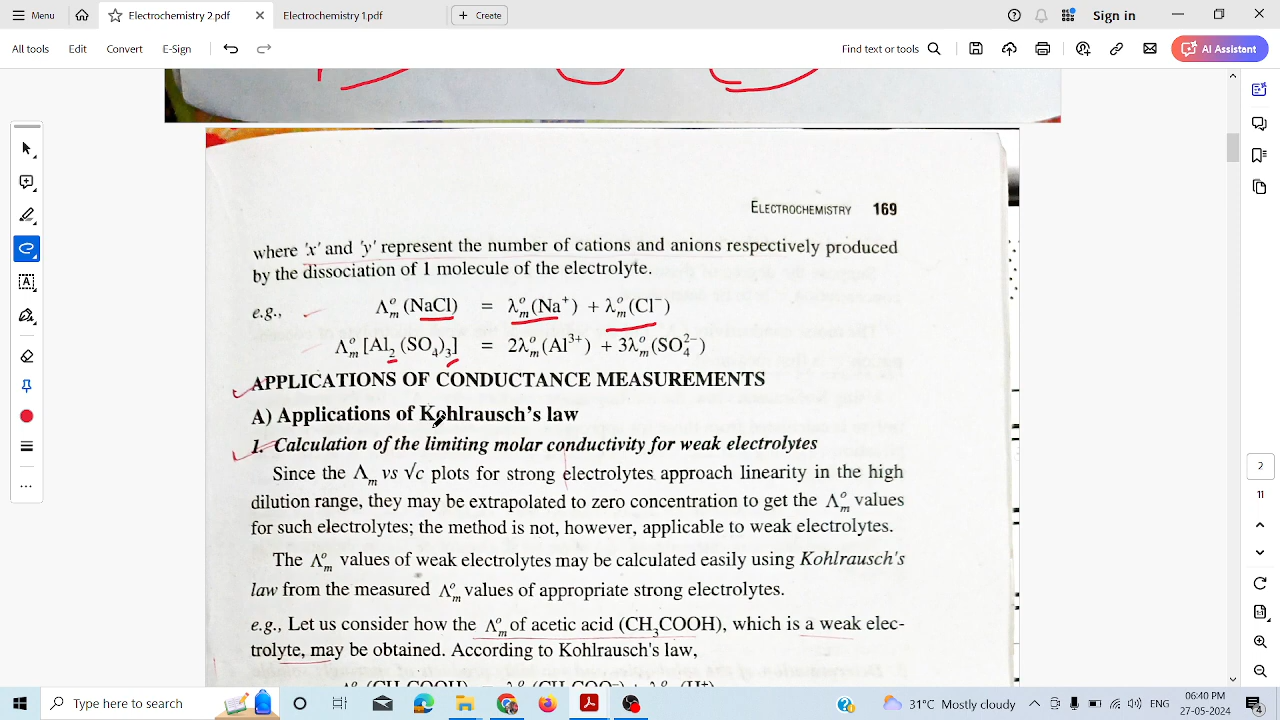 Menu
Electrochemistry 2.pdf
Electrochemistry 1.pdf
Create
Sign in
All tools Edit Convert E-Sign
Find text or tools
AI Assistant
ELECTROCHEMISTRY 169
where 'x' and 'y' represent the number of cations and anions respectively produced
by the dissociation of 1 molecule of the electrolyte.
e.g., Λ°m (NaCl) = λ°m (Na⁺) + λ°m (Cl⁻)
Λ°m [Al₂ (SO₄)₃] = 2λ°m (Al³⁺) + 3λ°m (SO₄²⁻)
APPLICATIONS OF CONDUCTANCE MEASUREMENTS
A) Applications of Kohlrausch's law
1. Calculation of the limiting molar conductivity for weak electrolytes
Since the Λm vs √c plots for strong electrolytes approach linearity in the high
dilution range, they may be extrapolated to zero concentration to get the Λ°m values
for such electrolytes; the method is not, however, applicable to weak electrolytes.
The Λ°m values of weak electrolytes may be calculated easily using Kohlrausch's
law from the measured Λ°m values of appropriate strong electrolytes.
e.g., Let us consider how the Λ°m of acetic acid (CH₃COOH), which is a weak elec-
trolyte, may be obtained. According to Kohlrausch's law,
2
11
Type here to search
31°C Mostly cloudy
ENG
06:40 PM
27-05-2024
4